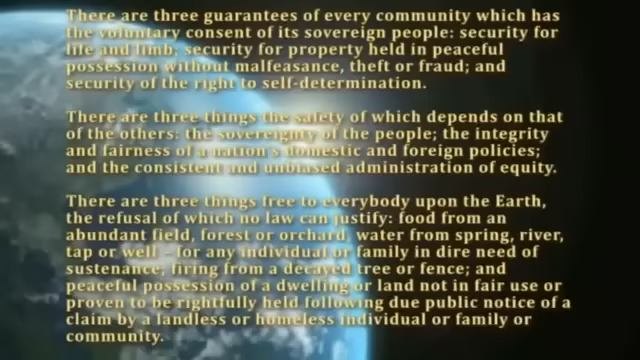 There are three guarantees of every community which has
the voluntary consent of its sovereign people: security for
life and limb; security for property held in peaceful
possession without malfeasance, theft or fraud; and
security of the right to self-determination.
There are three things the safety of which depends on that
of the others: the sovereignty of the people; the integrity
and fairness of a nation's domestic and foreign policies;
and the consistent and unbiased administration of equity.
There are three things free to everybody upon the Earth,
the refusal of which no law can justify: food from an
abundant field, forest or orchard, water from spring, river,
tap or well - for any individual or family in dire need of
sustenance; firing from a decayed tree or fence; and
peaceful possession of a dwelling or land not in fair use or
proven to be rightfully held following due public notice of a
claim by a landless or homeless individual or family or
community.